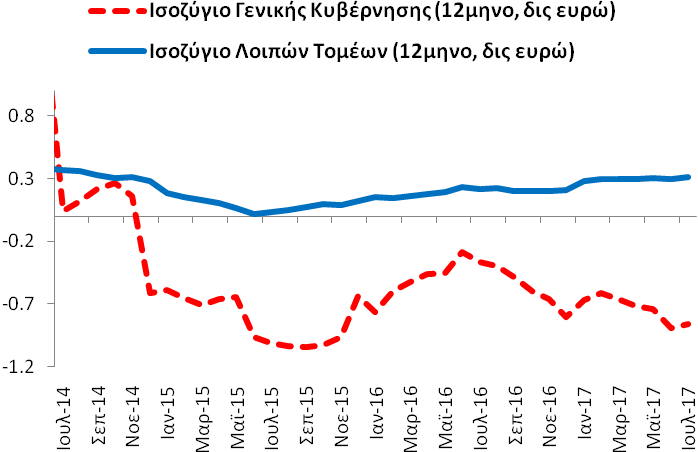 Ισοζύγιο Γενικής Κυβέρνησης (12μηνο, δις ευρώ)
Ισοζύγιο Λοιπών Τομέων (12μηνο, δις ευρώ)
0.8
0.3
-0.2
-0.7
-1.2
Ιουλ-14
Σεπ-14
Νοε-14
Ιαν-15
Μαρ-15
Μαϊ-15
Ιουλ-15
Σεπ-15
Νοε-15
Ιαν-16
Μαρ-16
Μαϊ-16
Ιουλ-16
Σεπ-16
Νοε-16
Ιαν-17
Μαρ-17
Μαϊ-17
Ιουλ-17